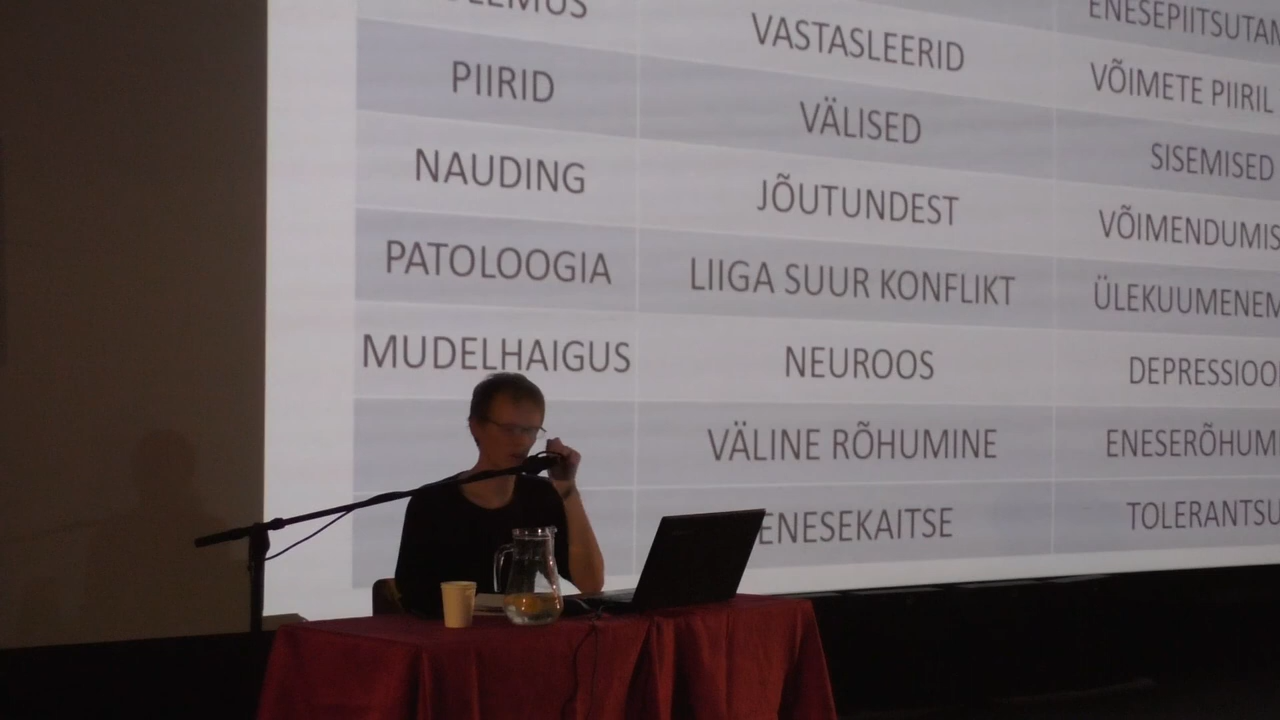 VASTASLEERID
PIIRID VÄLISED VÕIMETE PIIRIL
NAUDING JÕUTUNDEST SISEMISED
PATOLOOGIA LIIGA SUUR KONFLIKT
MUDELHAIGUS NEUROOS
VÄLINE RÕHUMINE
ENESEKAITSE